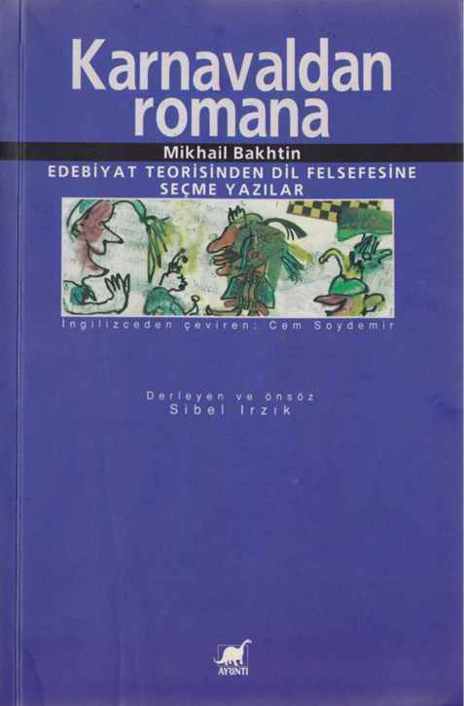 Karnavaldan
romana
Mikhail Bakhtin
EDEBİYAT TEORİSİNDEN DİL FELSEFESİNE
SEÇME YAZILAR
İngilizceden çeviren: Cem Soydemir
Derleyen ve önsöz
Sibel Irzık
AYRINTI